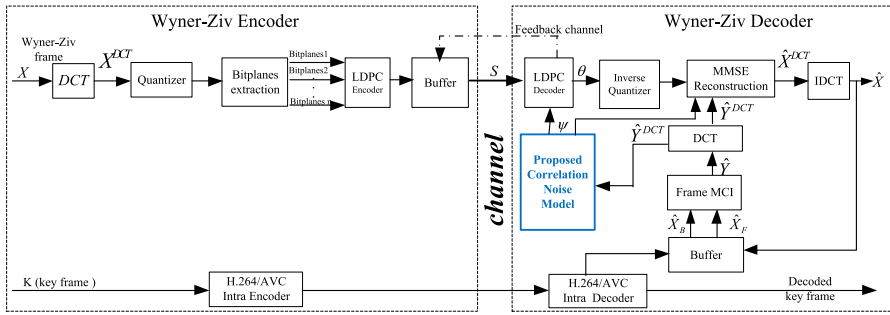 Wyner-Ziv Encoder
Wyner-Ziv Decoder
Wyner-Ziv
frame
X
DCT
X^DCT
Quantizer
Bitplanes
extraction
Bitplanes1
Bitplanes2
Bitplanes n
LDPC
Encoder
Buffer
Feedback channel
S
channel
LDPC
Decoder
θ
Inverse
Quantizer
MMSE
Reconstruction
X̂^DCT
IDCT
X̂
ψ
Ŷ^DCT
Ŷ^DCT
DCT
Proposed
Correlation
Noise
Model
Ŷ
Frame MCI
X̂_B
X̂_F
Buffer
K (key frame )
H.264/AVC
Intra Encoder
H.264/AVC
Intra Decoder
Decoded
key frame